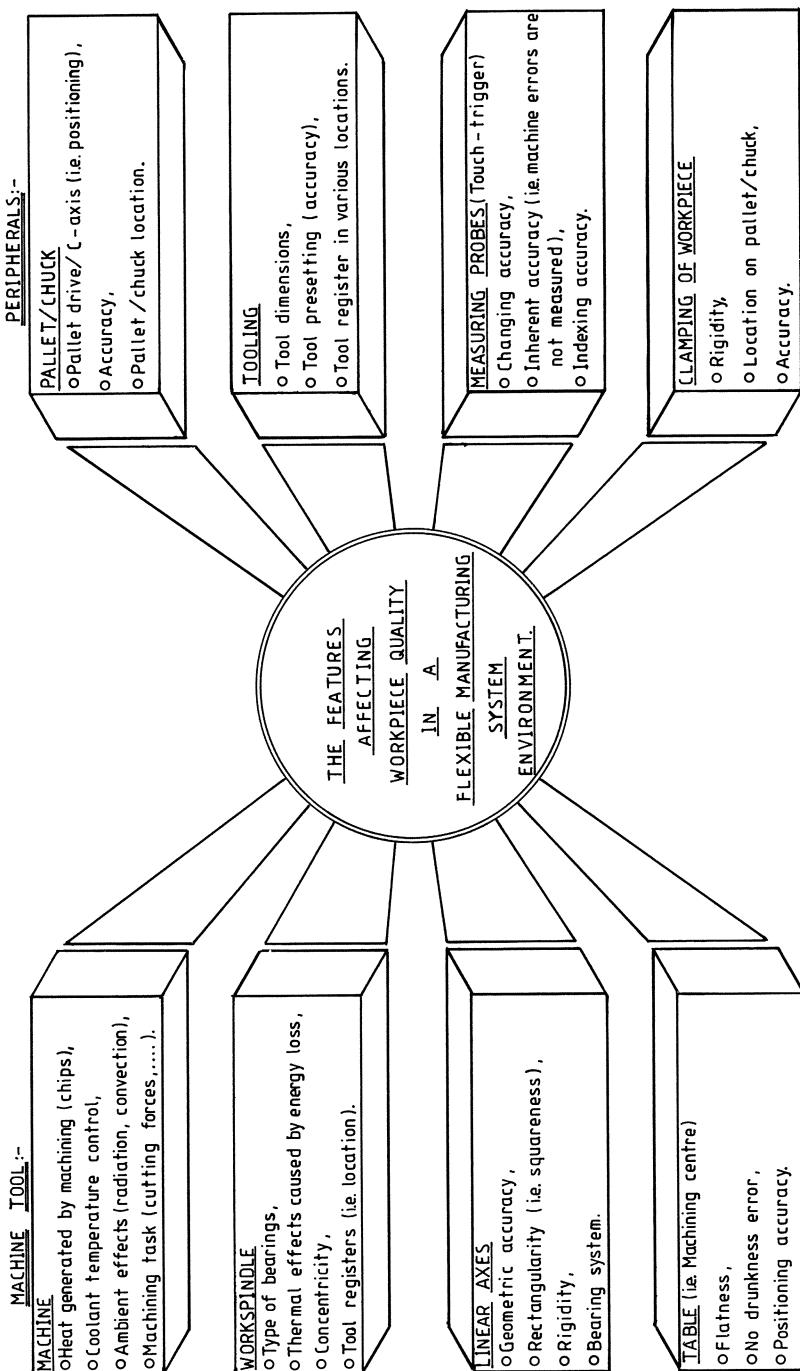 MACHINE TOOL:-
MACHINE
o Heat generated by machining (chips),
o Coolant temperature control,
o Ambient effects (radiation, convection),
o Machining task (cutting forces,....).
WORKSPINDLE
o Type of bearings,
o Thermal effects caused by energy loss,
o Concentricity,
o Tool registers (i.e. location).
LINEAR AXES
o Geometric accuracy,
o Rectangularity (i.e. squareness),
o Rigidity,
o Bearing system.
TABLE (i.e. Machining centre)
o Flatness,
o No drunkness error,
o Positioning accuracy.
THE FEATURES
AFFECTING
WORKPIECE QUALITY
IN A
FLEXIBLE MANUFACTURING
SYSTEM
ENVIRONMENT.
PERIPHERALS:-
PALLET/CHUCK
o Pallet drive/ C-axis (i.e. positioning),
o Accuracy,
o Pallet/chuck location.
TOOLING
o Tool dimensions,
o Tool presetting (accuracy),
o Tool register in various locations.
MEASURING PROBES (Touch-trigger)
o Changing accuracy,
o Inherent accuracy (i.e. machine errors are
not measured),
o Indexing accuracy.
CLAMPING OF WORKPIECE
o Rigidity,
o Location on pallet/chuck,
o Accuracy.